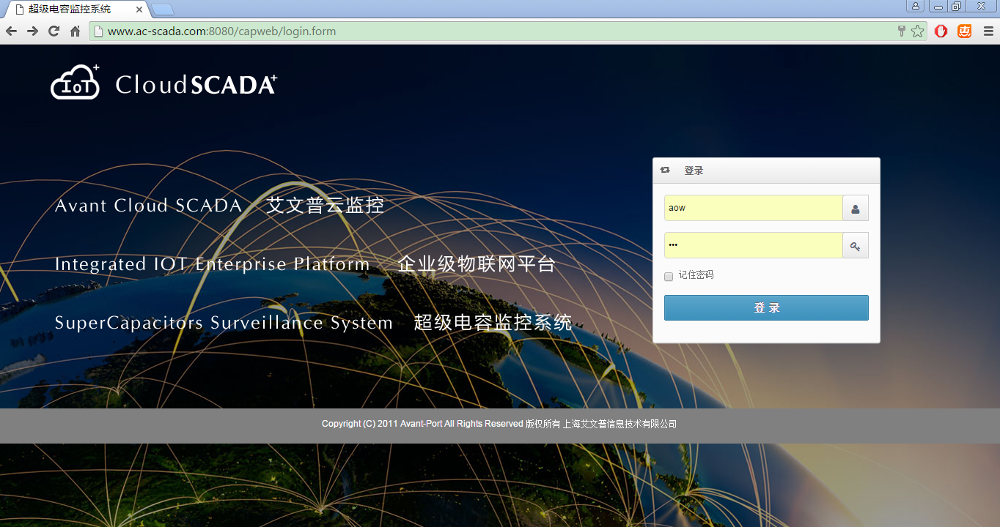 超级电容监控系统
www.ac-scada.com:8080/capweb/login.form
惠
IoT+ CloudSCADA+
登录
Avant Cloud SCADA 艾文普云监控
aow
•••
Integrated IOT Enterprise Platform 企业级物联网平台
记住密码
登 录
SuperCapacitors Surveillance System 超级电容监控系统
Copyright (C) 2011 Avant-Port All Rights Reserved 版权所有 上海艾文普信息技术有限公司